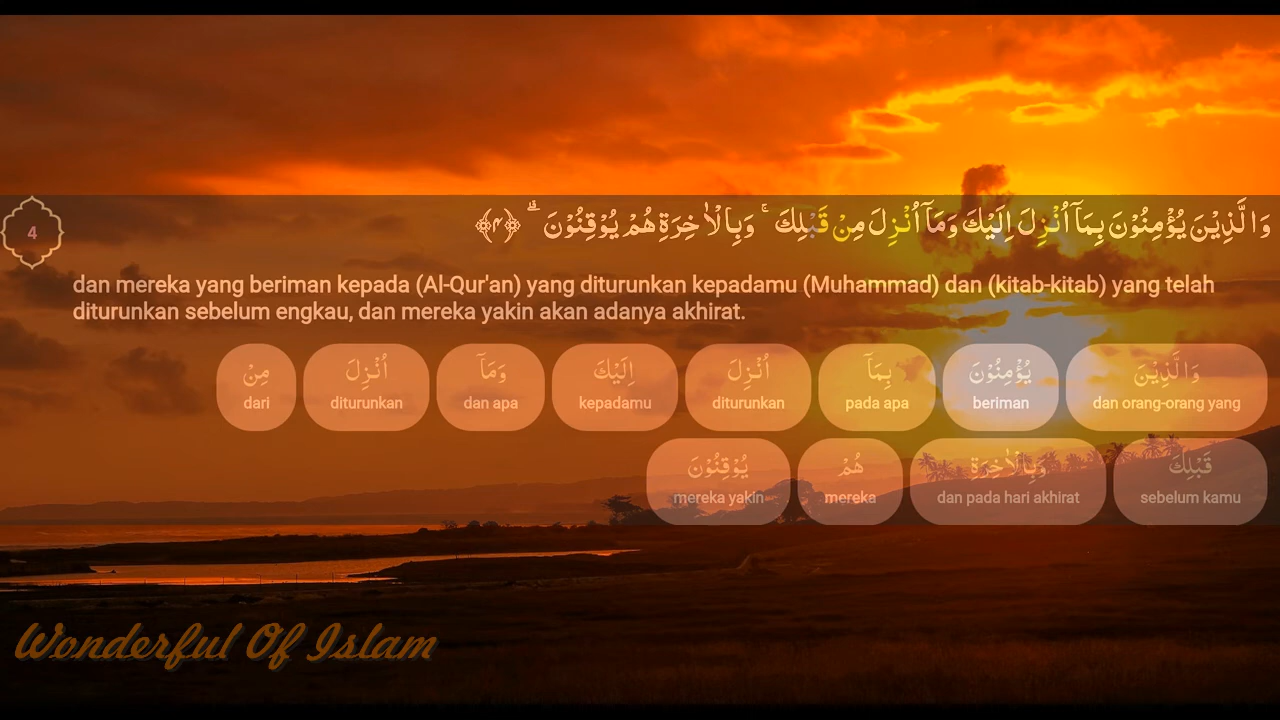 وَالَّذِيْنَ يُؤْمِنُوْنَ بِمَآ اُنْزِلَ اِلَيْكَ وَمَآ اُنْزِلَ مِنْ قَبْلِكَ ۚ وَبِالْاٰخِرَةِ هُمْ يُوْقِنُوْنَ ۗ ﴿٤﴾
4
dan mereka yang beriman kepada (Al-Qur'an) yang diturunkan kepadamu (Muhammad) dan (kitab-kitab) yang telah
diturunkan sebelum engkau, dan mereka yakin akan adanya akhirat.
وَالَّذِيْنَ يُؤْمِنُوْنَ بِمَآ اُنْزِلَ اِلَيْكَ وَمَآ اُنْزِلَ مِنْ
dari diturunkan dan apa kepadamu diturunkan pada apa beriman dan orang-orang yang
قَبْلِكَ وَبِالْاٰخِرَةِ هُمْ يُوْقِنُوْنَ
mereka yakin mereka dan pada hari akhirat sebelum kamu
Wonderful Of Islam